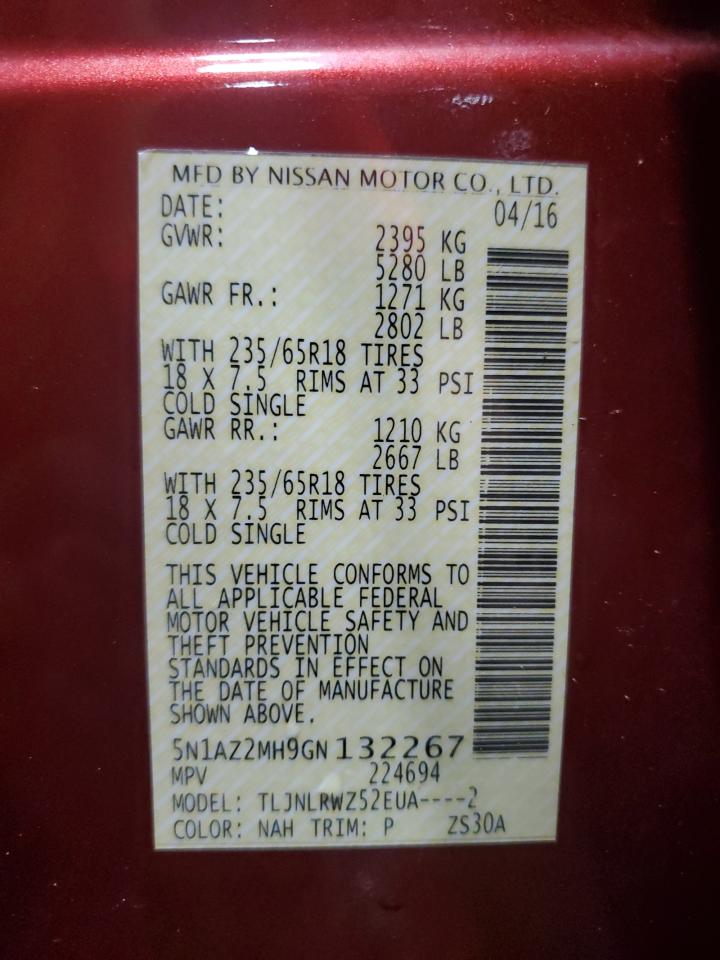 MFD BY NISSAN MOTOR CO., LTD.
DATE: 04/16
GVWR: 2395 KG
5280 LB
GAWR FR.: 1271 KG
2802 LB
WITH 235/65R18 TIRES
18 X 7.5 RIMS AT 33 PSI
COLD SINGLE
GAWR RR.: 1210 KG
2667 LB
WITH 235/65R18 TIRES
18 X 7.5 RIMS AT 33 PSI
COLD SINGLE
THIS VEHICLE CONFORMS TO
ALL APPLICABLE FEDERAL
MOTOR VEHICLE SAFETY AND
THEFT PREVENTION
STANDARDS IN EFFECT ON
THE DATE OF MANUFACTURE
SHOWN ABOVE.
5N1AZ2MH9GN132267
MPV 224694
MODEL: TLJNLRWZ52EUA----2
COLOR: NAH TRIM: P ZS30A